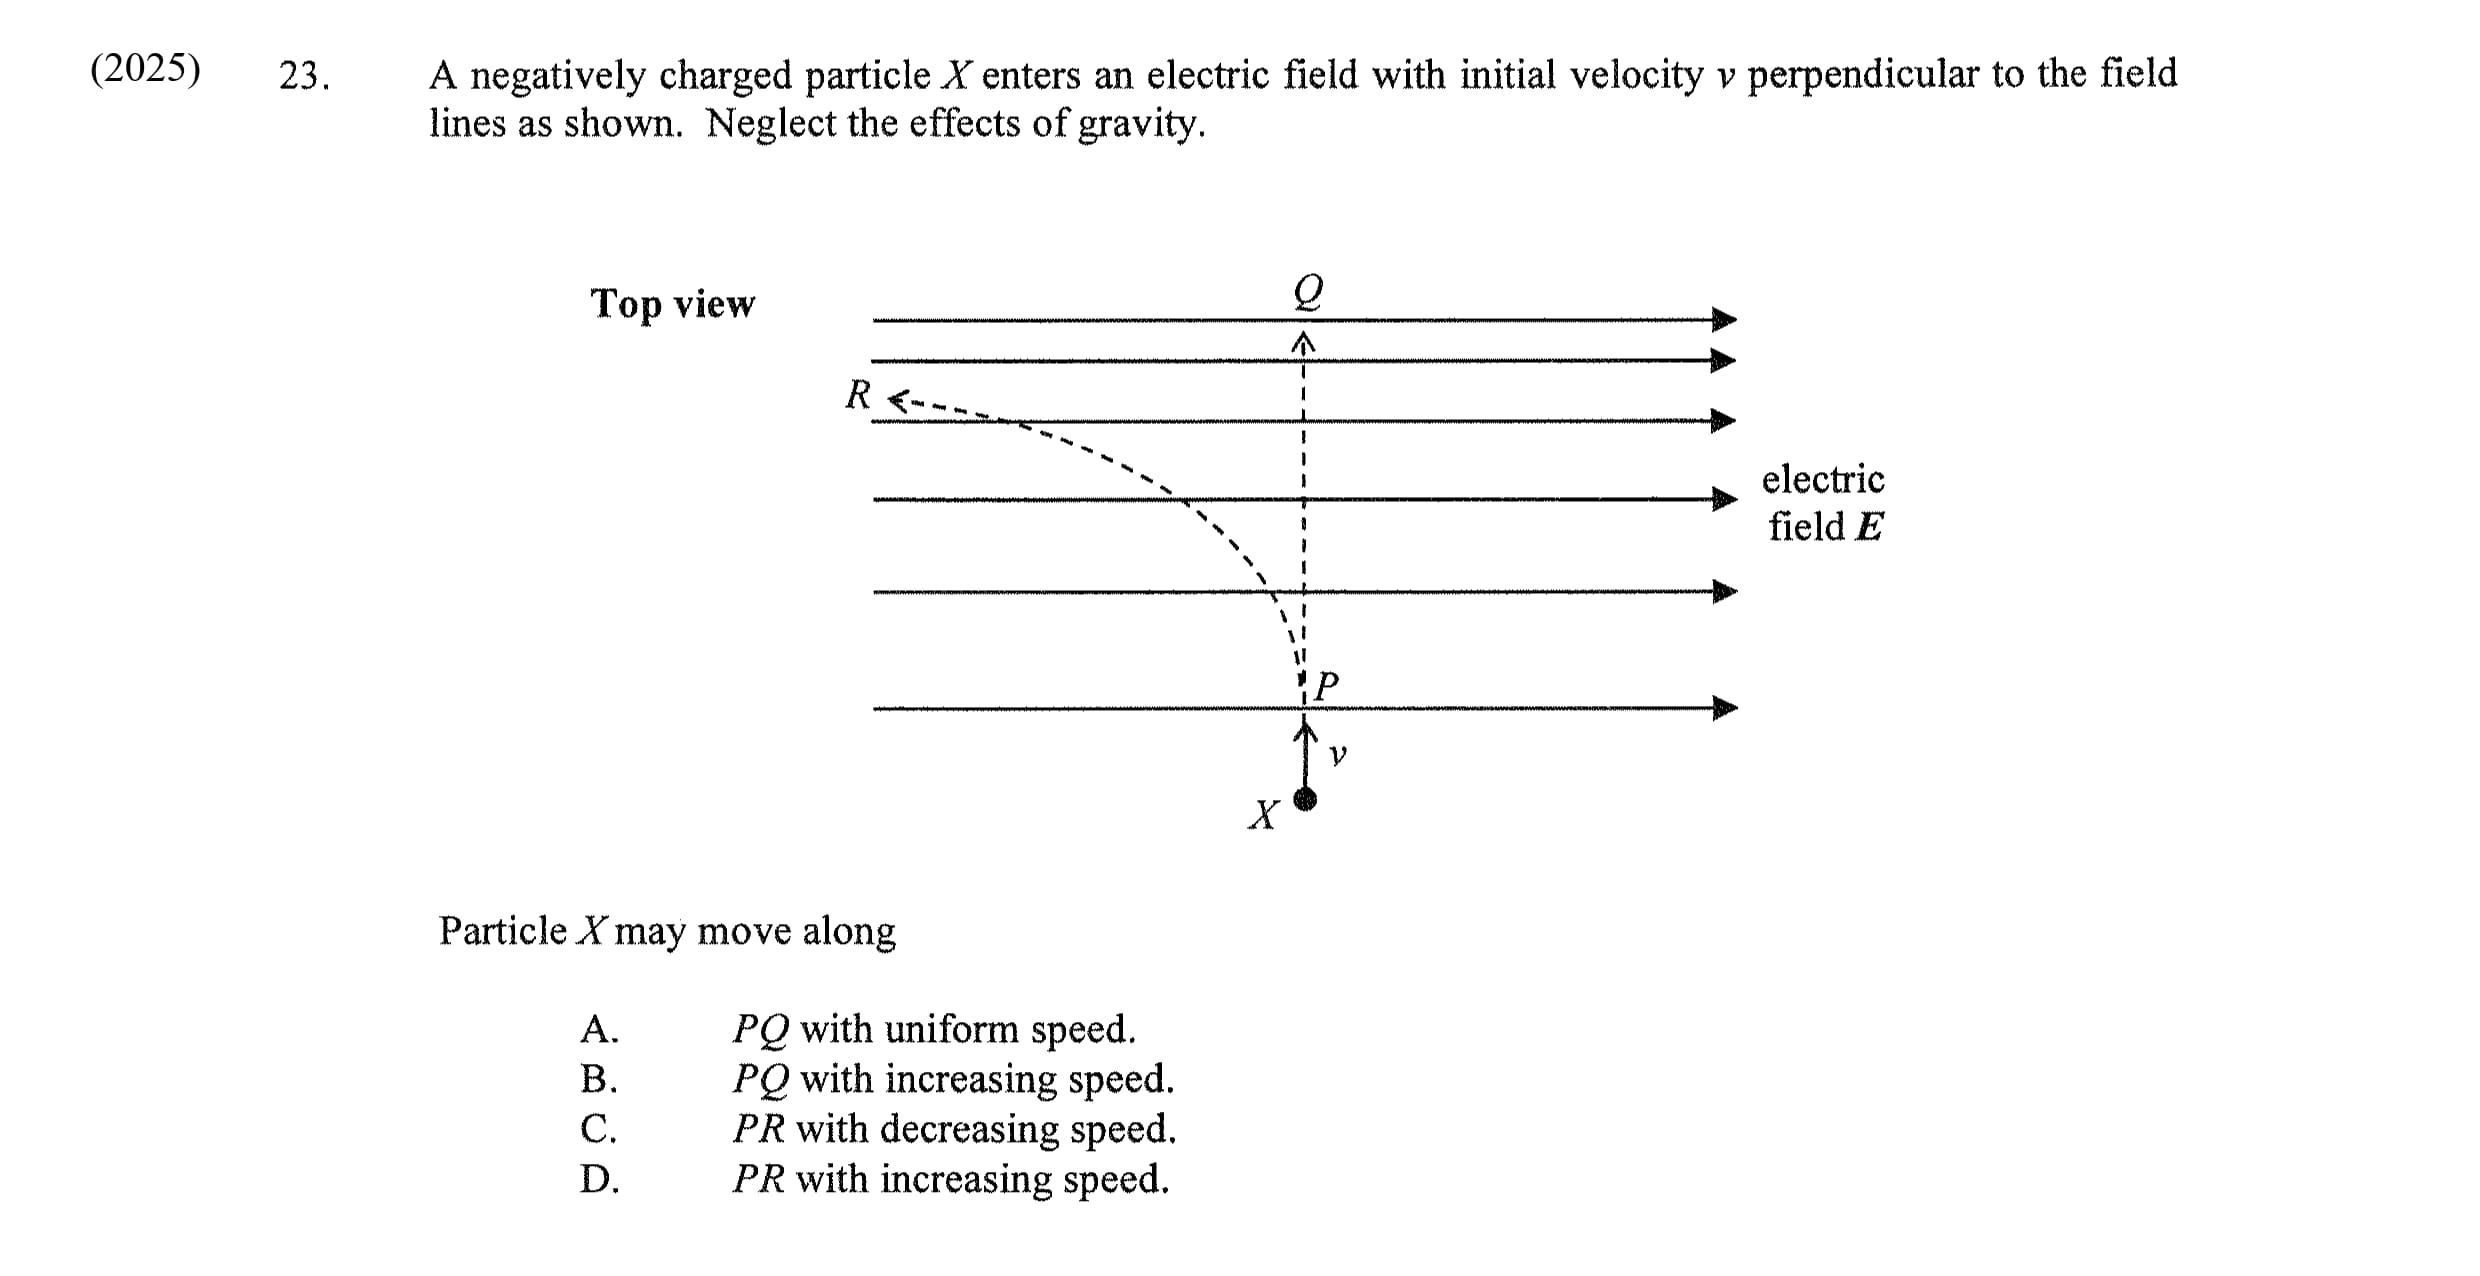 (2025) 23. A negatively charged particle X enters an electric field with initial velocity v perpendicular to the field
lines as shown. Neglect the effects of gravity.
Top view
Q
R
electric
field E
P
v
X
Particle X may move along
A. PQ with uniform speed.
B. PQ with increasing speed.
C. PR with decreasing speed.
D. PR with increasing speed.